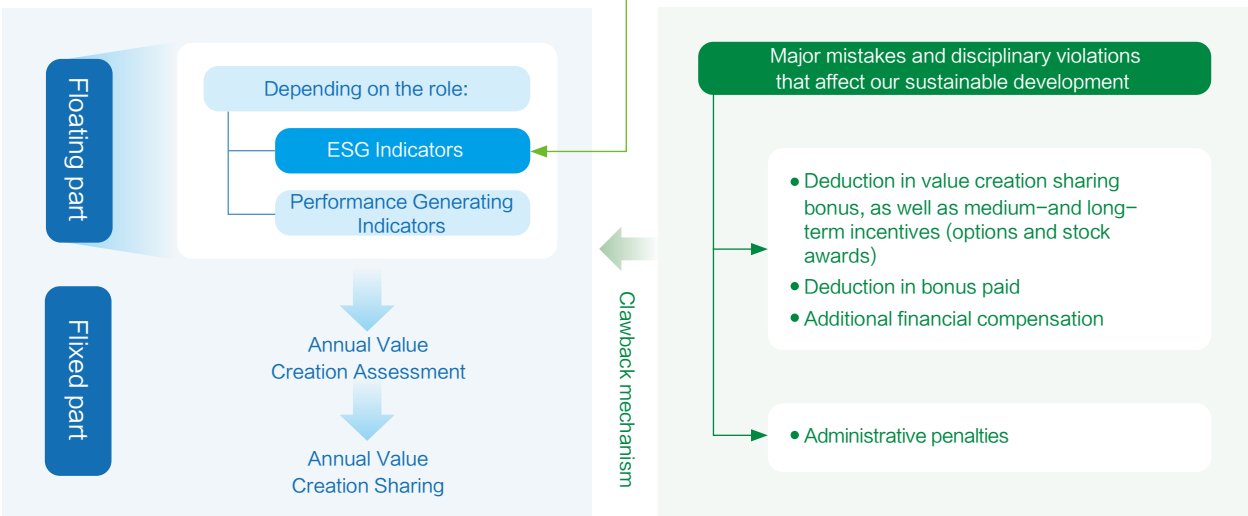 Floating part
Depending on the role:
ESG Indicators
Performance Generating
Indicators
Flixed part
Annual Value
Creation Assessment
Annual Value
Creation Sharing
Clawback mechanism
Major mistakes and disciplinary violations
that affect our sustainable development
• Deduction in value creation sharing
bonus, as well as medium-and long-
term incentives (options and stock
awards)
• Deduction in bonus paid
• Additional financial compensation
• Administrative penalties